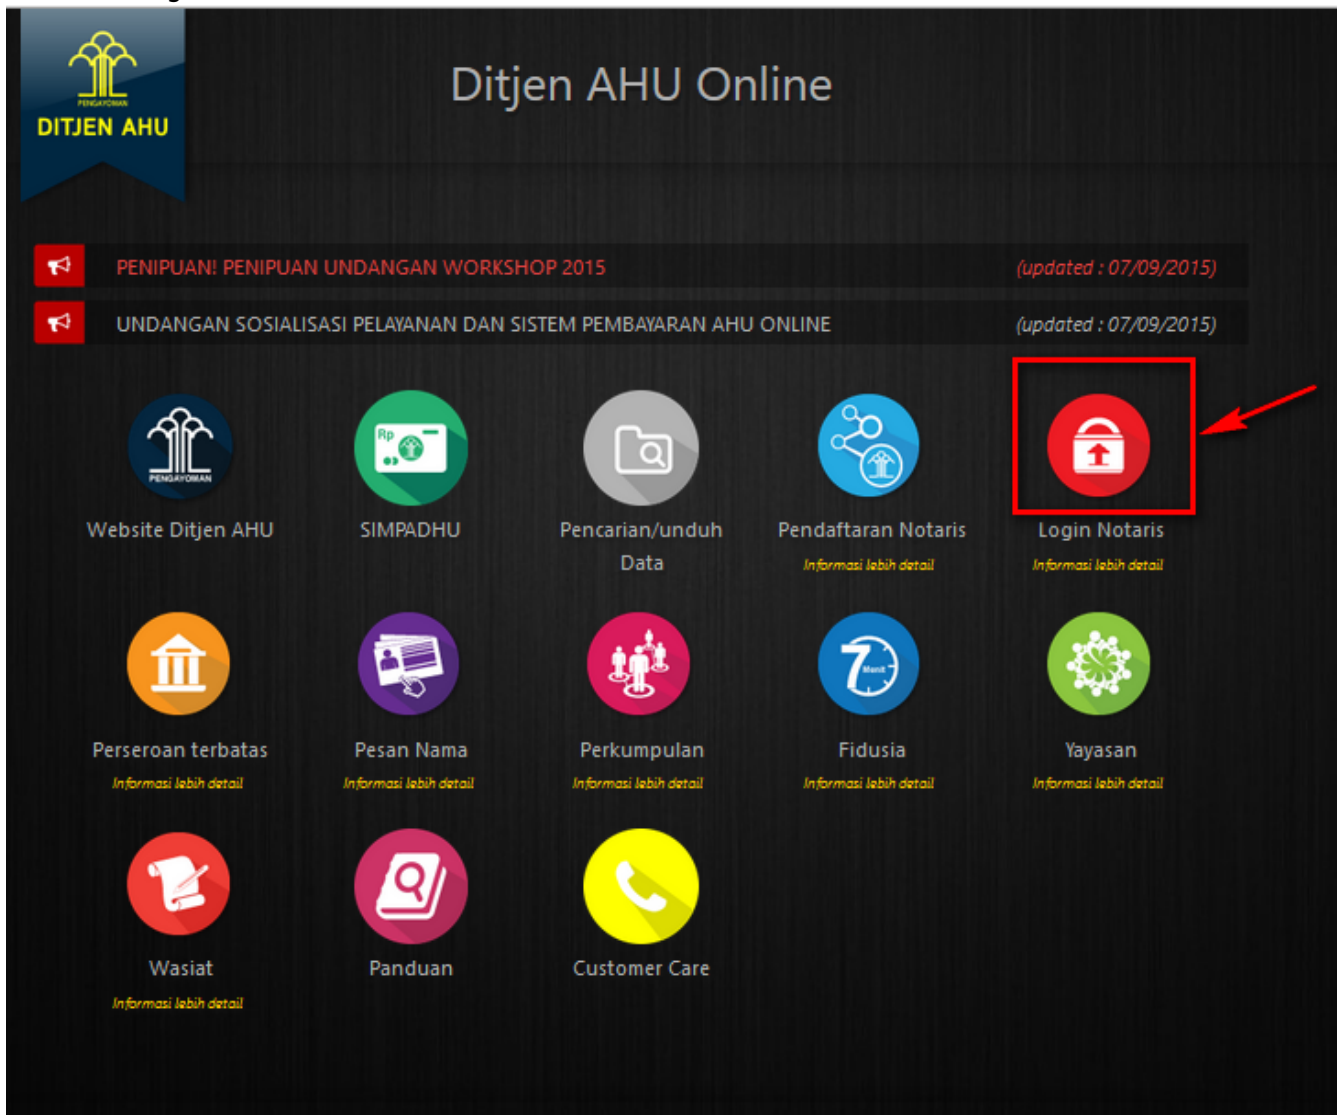 PENGAYOMAN
DITJEN AHU
Ditjen AHU Online
PENIPUAN! PENIPUAN UNDANGAN WORKSHOP 2015 (updated : 07/09/2015)
UNDANGAN SOSIALISASI PELAYANAN DAN SISTEM PEMBAYARAN AHU ONLINE (updated : 07/09/2015)
PENGAYOMAN
Rp
Website Ditjen AHU
SIMPADHU
Pencarian/unduh
Data
Pendaftaran Notaris
Informasi lebih detail
Login Notaris
Informasi lebih detail
7 Menit
Perseroan terbatas
Informasi lebih detail
Pesan Nama
Informasi lebih detail
Perkumpulan
Informasi lebih detail
Fidusia
Informasi lebih detail
Yayasan
Informasi lebih detail
Wasiat
Informasi lebih detail
Panduan
Customer Care